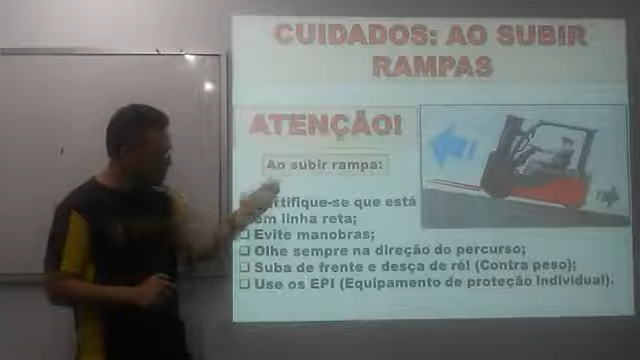 CUIDADOS: AO SUBIR
RAMPAS
ATENÇÃO!
Ao subir rampa:
rtifique-se que está
em linha reta;
❑ Evite manobras;
❑ Olhe sempre na direção do percurso;
❑ Suba de frente e desça de ré! (Contra peso);
❑ Use os EPI (Equipamento de proteção Individual).